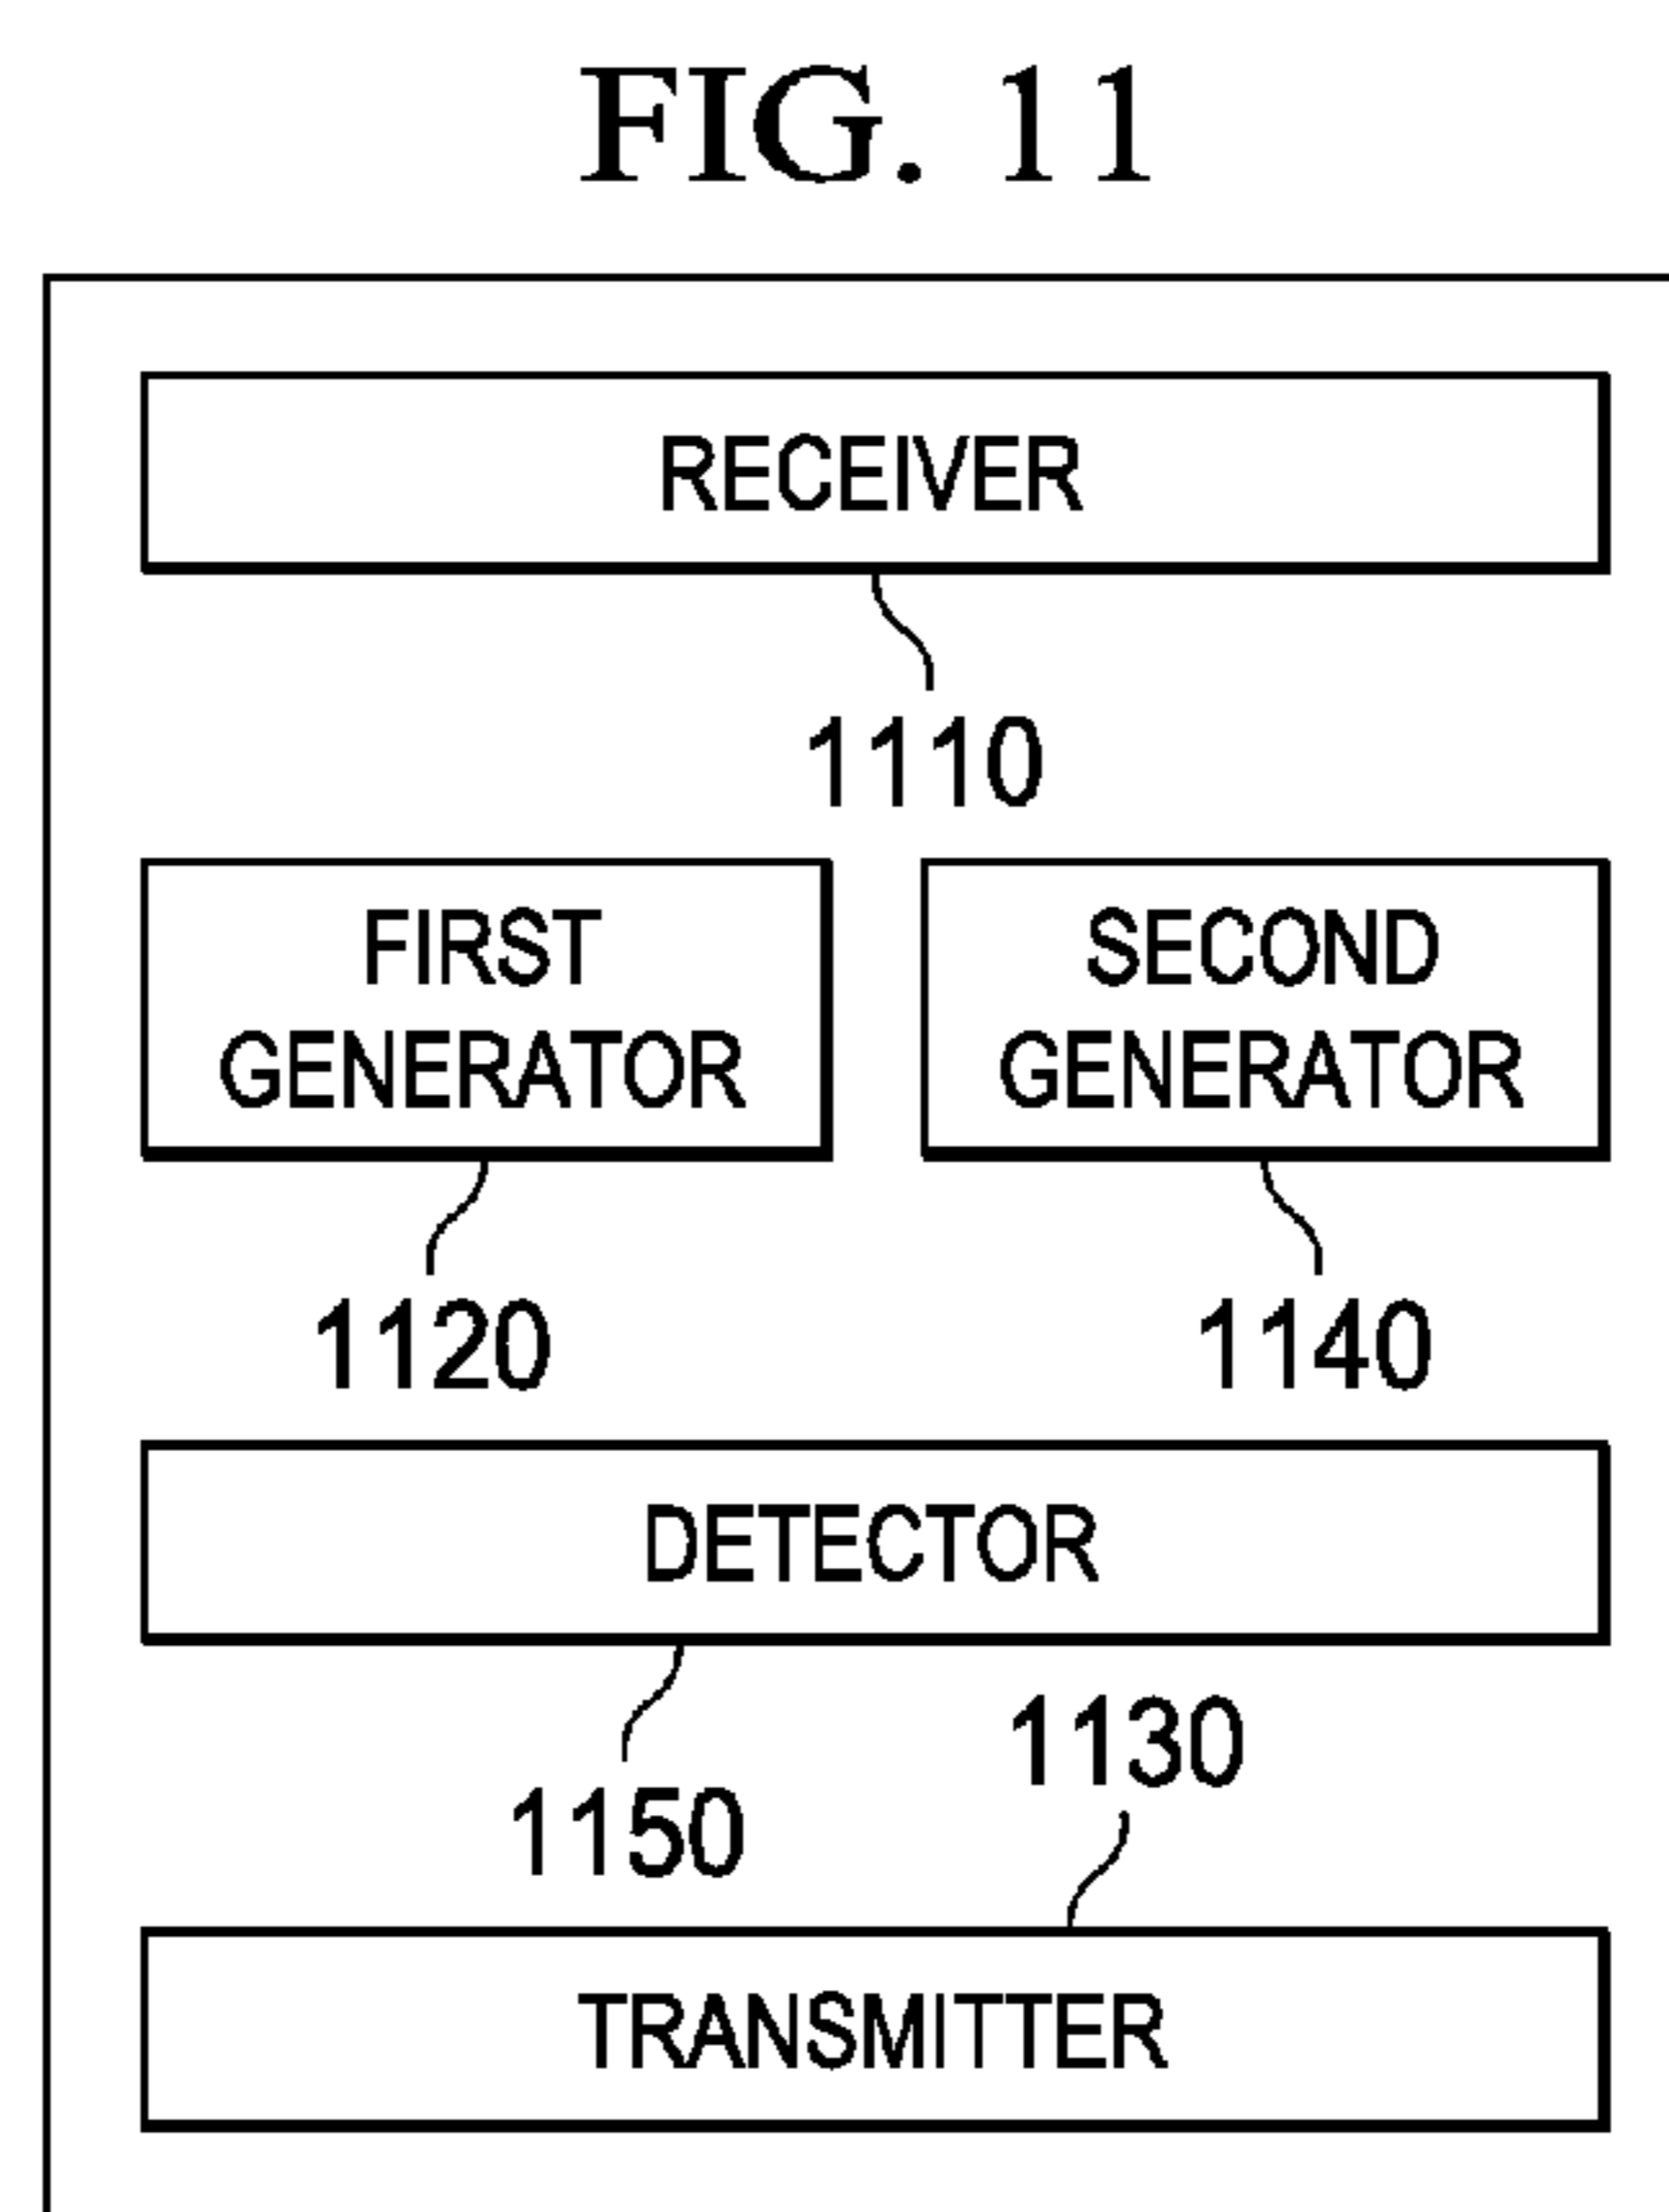 FIG. 11
RECEIVER
1110
FIRST
GENERATOR
SECOND
GENERATOR
1120
1140
DETECTOR
1130
1150
TRANSMITTER